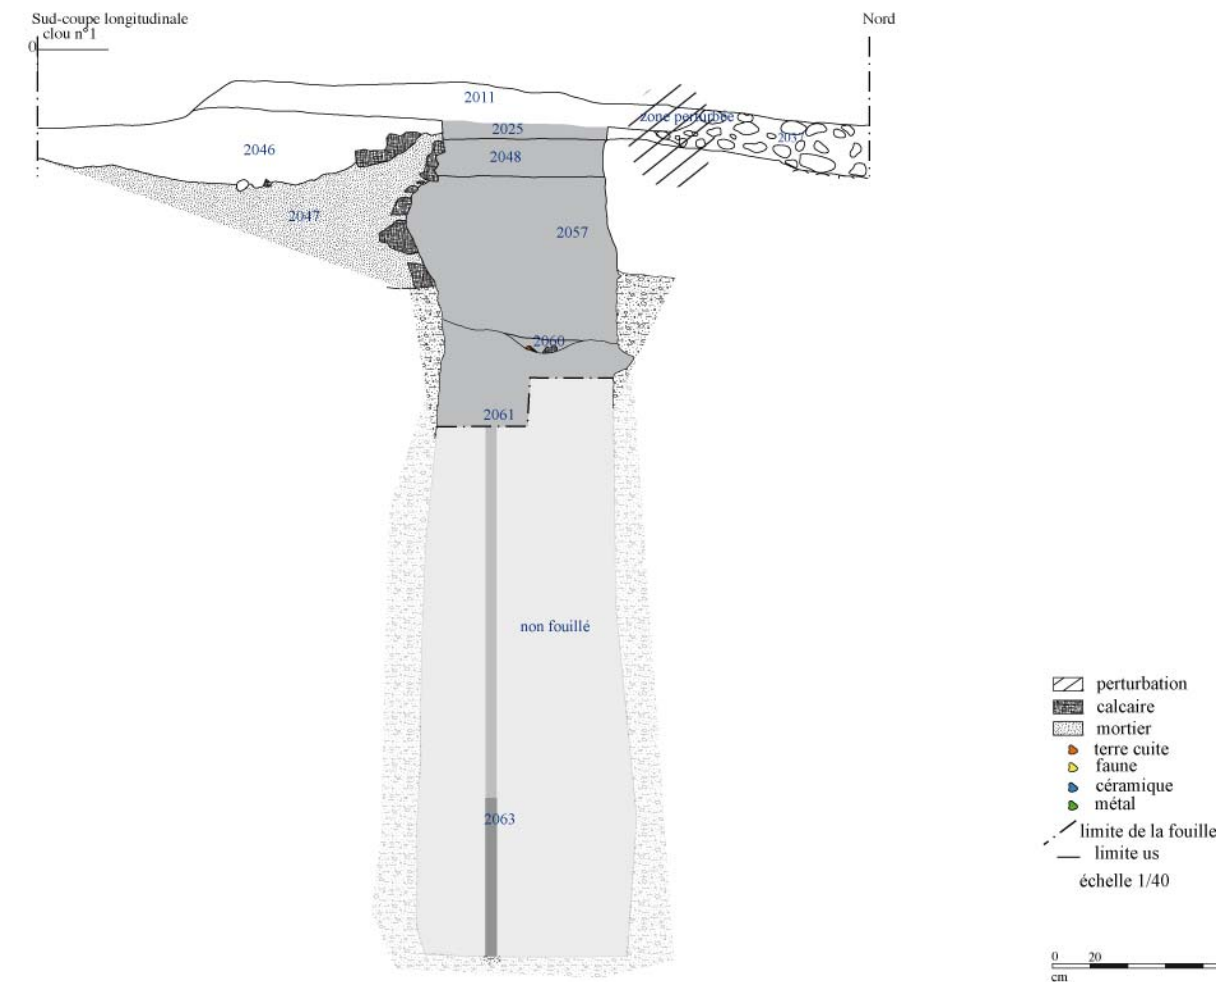 Sud-coupe longitudinale
clou n°1
0
Nord
2011
zone perturbée
2025
2037
2046
2048
2047
2057
2060
2061
non fouillé
2063
perturbation
calcaire
mortier
terre cuite
faune
céramique
métal
limite de la fouille
limite us
échelle 1/40
0 20
cm